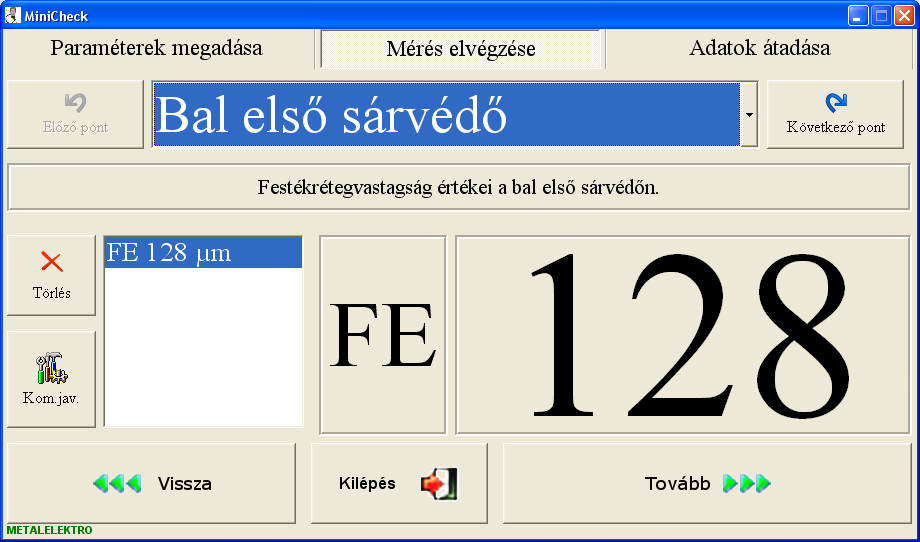 MiniCheck
Paraméterek megadása
Mérés elvégzése
Adatok átadása
Előző pont
Bal első sárvédő
Következő pont
Festékrétegvastagság értékei a bal első sárvédőn.
Törlés
FE 128 µm
FE
128
Kom.jav.
Vissza
Kilépés
Tovább
METALELEKTRO